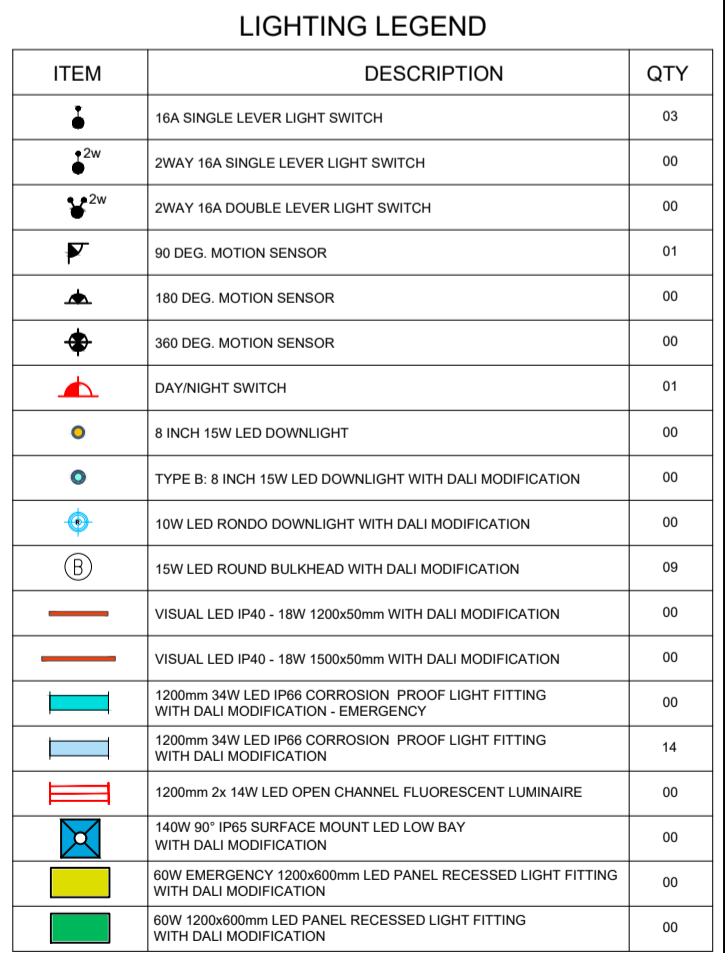 LIGHTING LEGEND
ITEM DESCRIPTION QTY
16A SINGLE LEVER LIGHT SWITCH 03
2w 2WAY 16A SINGLE LEVER LIGHT SWITCH 00
2w 2WAY 16A DOUBLE LEVER LIGHT SWITCH 00
90 DEG. MOTION SENSOR 01
180 DEG. MOTION SENSOR 00
360 DEG. MOTION SENSOR 00
DAY/NIGHT SWITCH 01
8 INCH 15W LED DOWNLIGHT 00
TYPE B: 8 INCH 15W LED DOWNLIGHT WITH DALI MODIFICATION 00
R 10W LED RONDO DOWNLIGHT WITH DALI MODIFICATION 00
B 15W LED ROUND BULKHEAD WITH DALI MODIFICATION 09
VISUAL LED IP40 - 18W 1200x50mm WITH DALI MODIFICATION 00
VISUAL LED IP40 - 18W 1500x50mm WITH DALI MODIFICATION 00
1200mm 34W LED IP66 CORROSION PROOF LIGHT FITTING
WITH DALI MODIFICATION - EMERGENCY 00
1200mm 34W LED IP66 CORROSION PROOF LIGHT FITTING
WITH DALI MODIFICATION 14
1200mm 2x 14W LED OPEN CHANNEL FLUORESCENT LUMINAIRE 00
140W 90° IP65 SURFACE MOUNT LED LOW BAY
WITH DALI MODIFICATION 00
60W EMERGENCY 1200x600mm LED PANEL RECESSED LIGHT FITTING
WITH DALI MODIFICATION 00
60W 1200x600mm LED PANEL RECESSED LIGHT FITTING
WITH DALI MODIFICATION 00